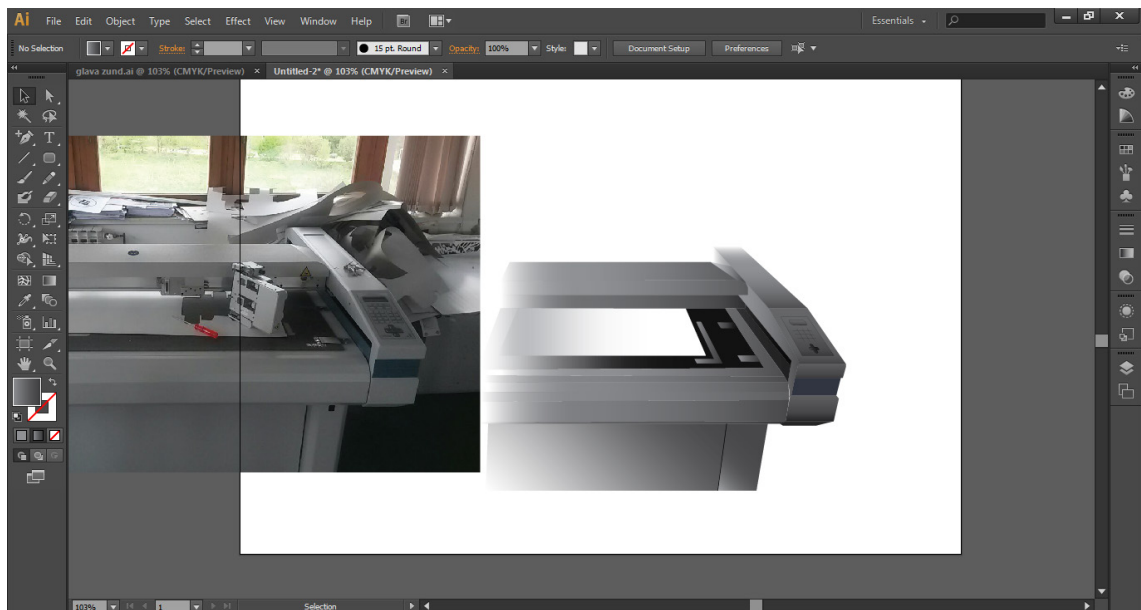 Ai File Edit Object Type Select Effect View Window Help Br Essentials
No Selection Stroke: 15 pt. Round Opacity: 100% Style: Document Setup Preferences
glava zund.ai @ 103% (CMYK/Preview) × Untitled-2* @ 103% (CMYK/Preview) ×
103% 1 Selection